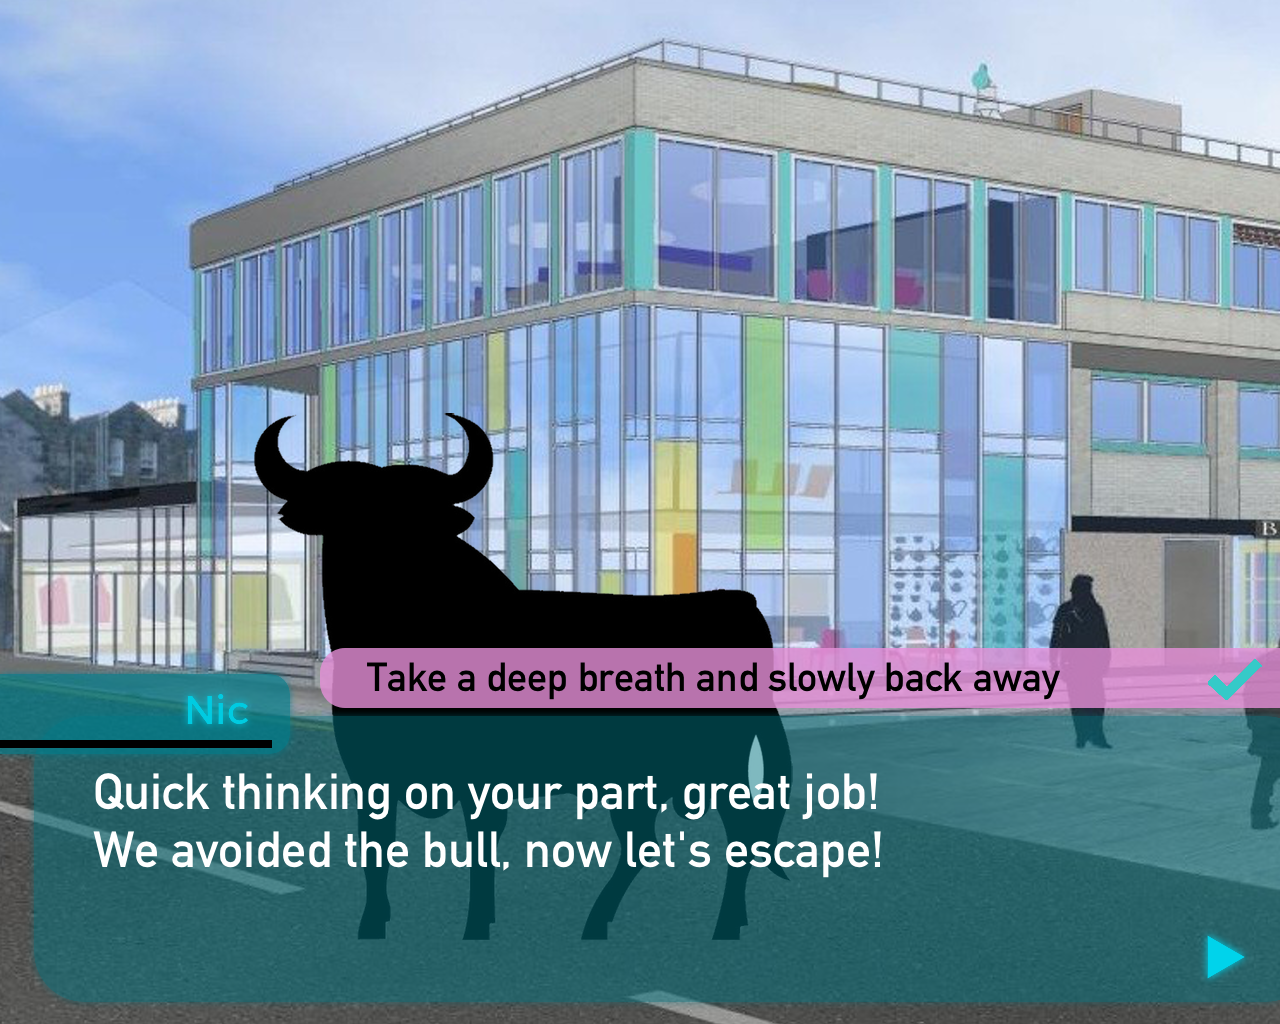 B
Take a deep breath and slowly back away
Nic
Quick thinking on your part, great job!
We avoided the bull, now let's escape!